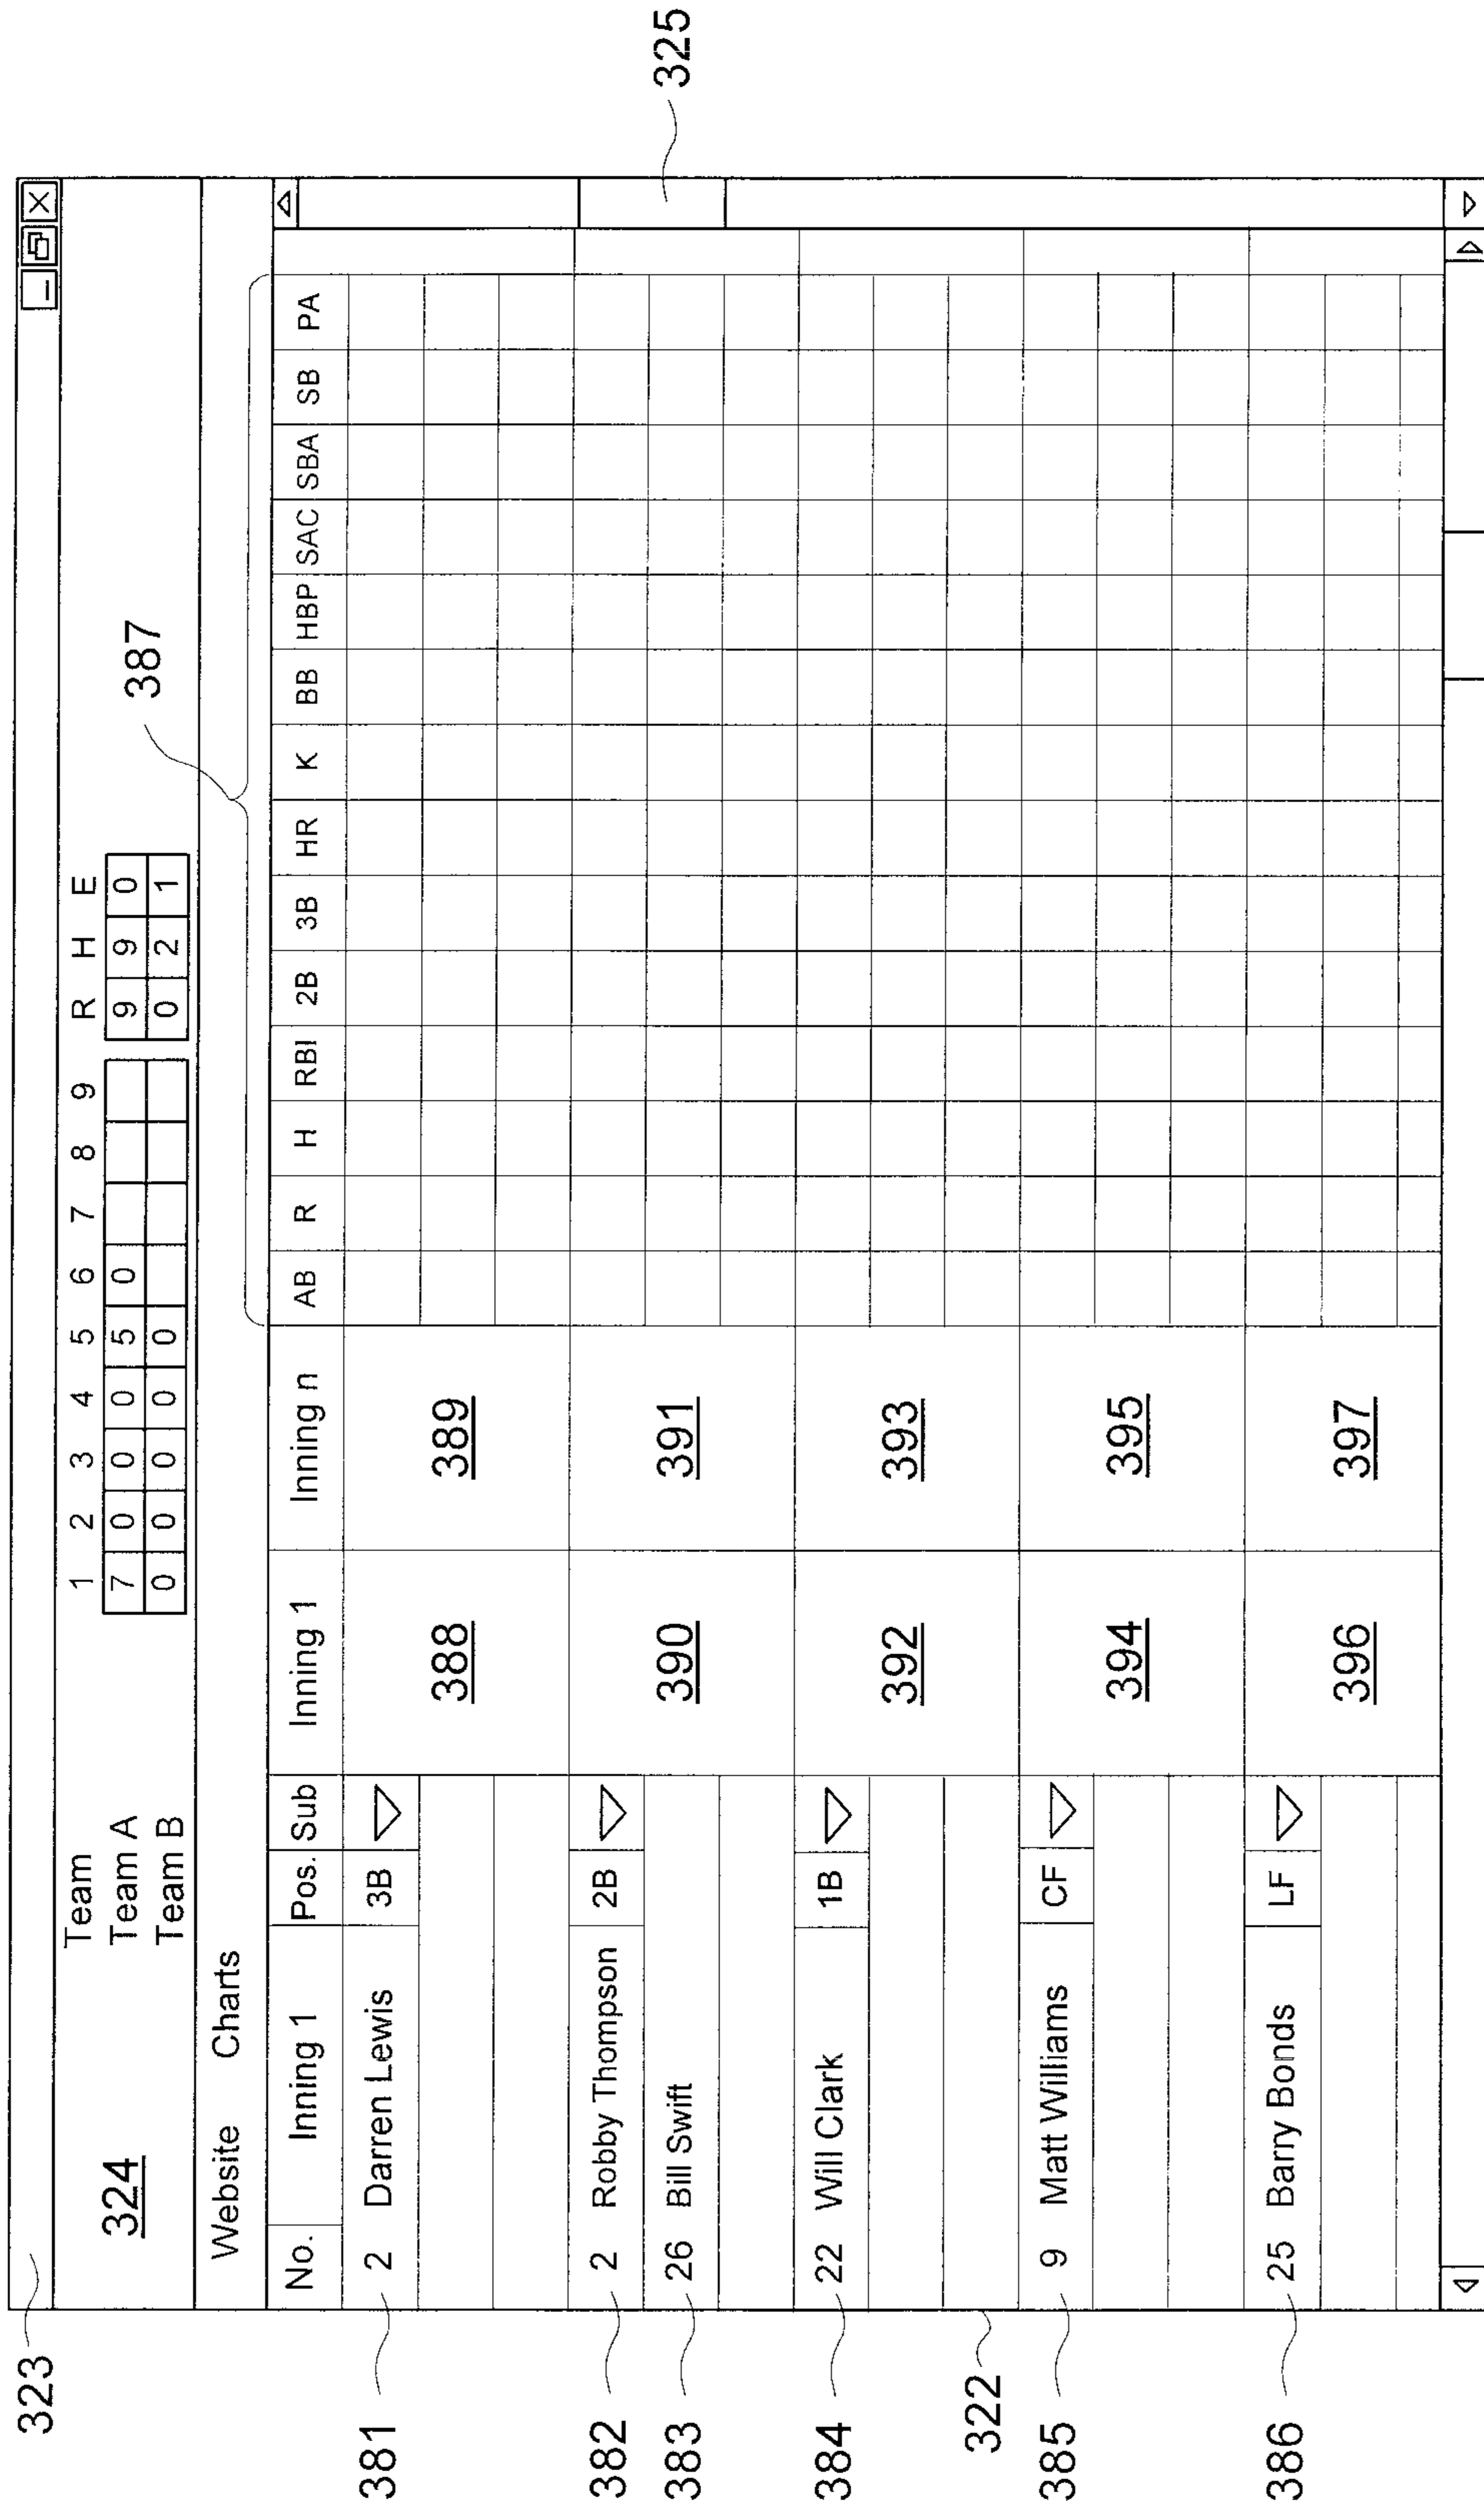 323
324
Team 1 2 3 4 5 6 7 8 9 R H E
Team A 7 0 0 0 5 0 9 9 0
Team B 0 0 0 0 0 0 2 1
387
Website Charts
No. Inning 1 Pos. Sub Inning 1 Inning n AB R H RBI 2B 3B HR K BB HBP SAC SBA SB PA
381 2 Darren Lewis 3B 388 389
382 2 Robby Thompson 2B 390 391 325
383 26 Bill Swift
384 22 Will Clark 1B 392 393
322
385 9 Matt Williams CF 394 395
386 25 Barry Bonds LF 396 397